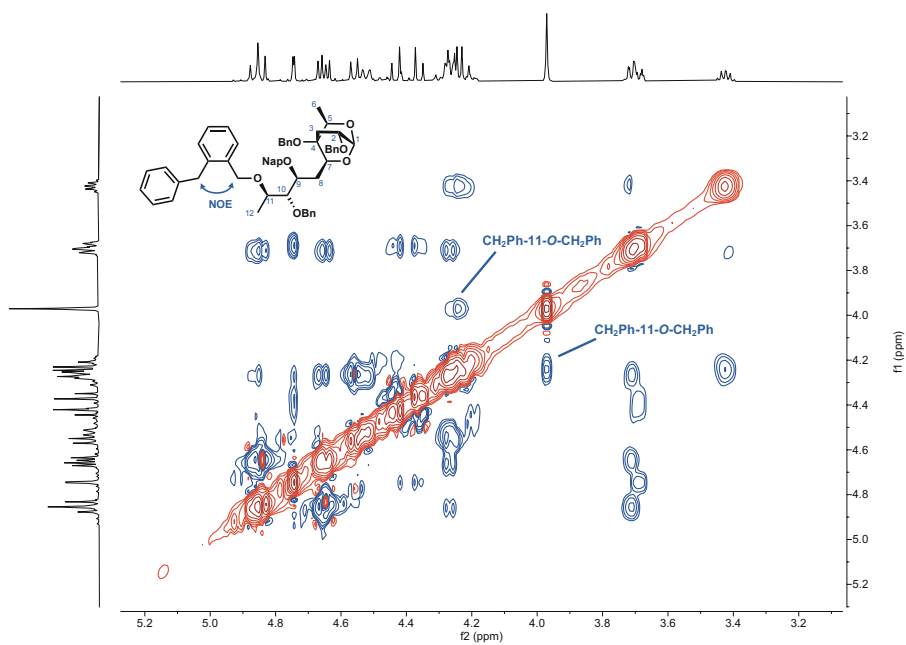 6
5
O
3
2
1
BnO
4
BnO
O
NapO
7
9
8
O
10
11
NOE
12
OBn
CH₂Ph-11-O-CH₂Ph
CH₂Ph-11-O-CH₂Ph
3.2
3.4
3.6
3.8
4.0
4.2
4.4
4.6
4.8
5.0
5.2
f1 (ppm)
5.2 5.0 4.8 4.6 4.4 4.2 4.0 3.8 3.6 3.4 3.2
f2 (ppm)